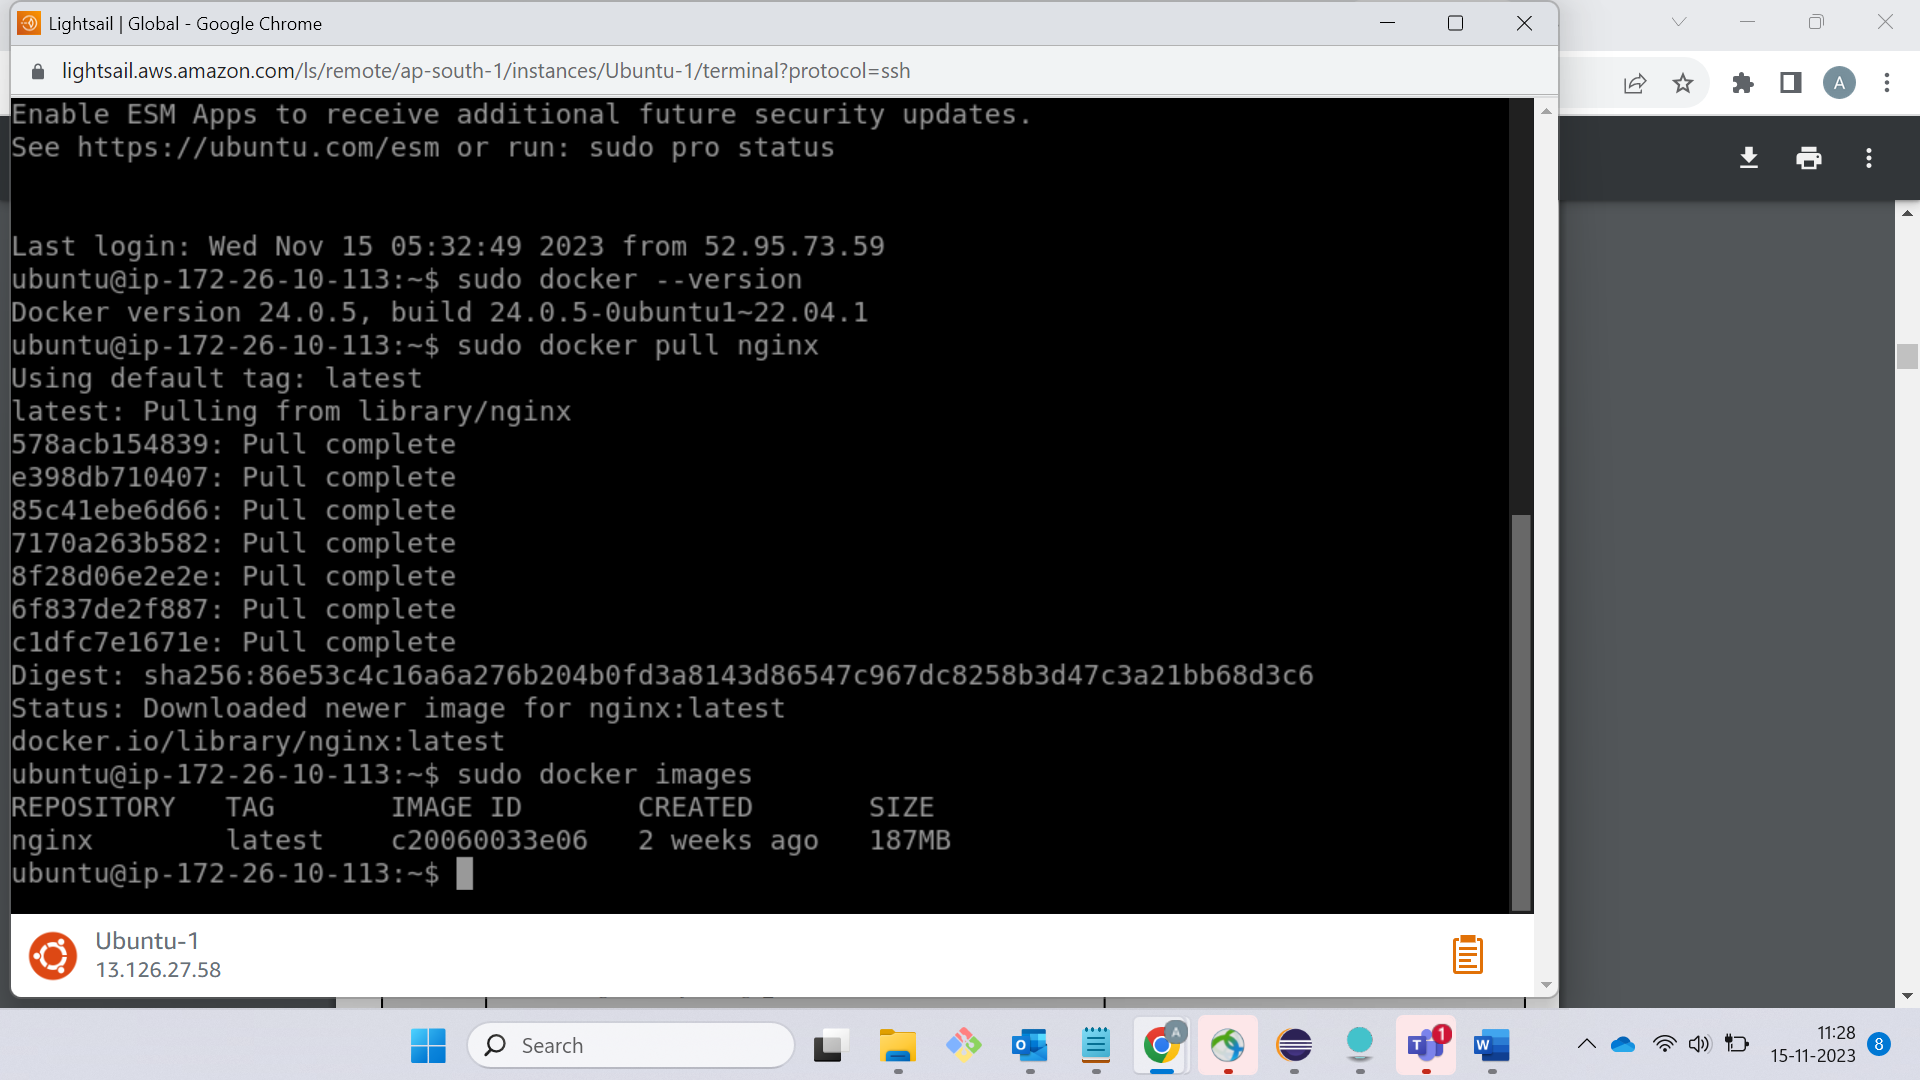 Lightsail | Global - Google Chrome
lightsail.aws.amazon.com/ls/remote/ap-south-1/instances/Ubuntu-1/terminal?protocol=ssh
A
Enable ESM Apps to receive additional future security updates.
See https://ubuntu.com/esm or run: sudo pro status
Last login: Wed Nov 15 05:32:49 2023 from 52.95.73.59
ubuntu@ip-172-26-10-113:~$ sudo docker --version
Docker version 24.0.5, build 24.0.5-0ubuntu1~22.04.1
ubuntu@ip-172-26-10-113:~$ sudo docker pull nginx
Using default tag: latest
latest: Pulling from library/nginx
578acb154839: Pull complete
e398db710407: Pull complete
85c41ebe6d66: Pull complete
7170a263b582: Pull complete
8f28d06e2e2e: Pull complete
6f837de2f887: Pull complete
c1dfc7e1671e: Pull complete
Digest: sha256:86e53c4c16a6a276b204b0fd3a8143d86547c967dc8258b3d47c3a21bb68d3c6
Status: Downloaded newer image for nginx:latest
docker.io/library/nginx:latest
ubuntu@ip-172-26-10-113:~$ sudo docker images
REPOSITORY TAG IMAGE ID CREATED SIZE
nginx latest c20060033e06 2 weeks ago 187MB
ubuntu@ip-172-26-10-113:~$
Ubuntu-1
13.126.27.58
Search
A
1
11:28
15-11-2023
8